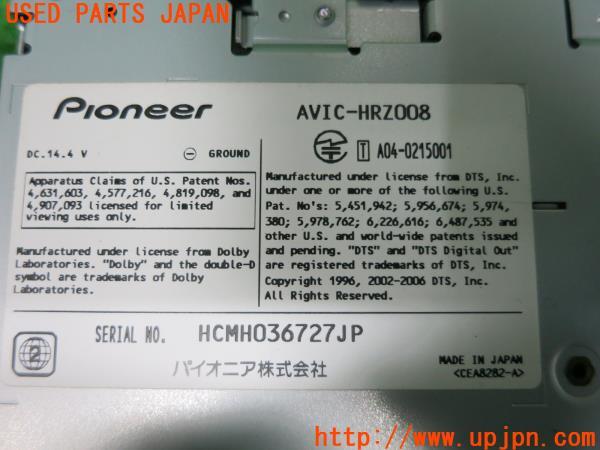 USED PARTS JAPAN
Pioneer
AVIC-HRZ008
DC.14.4 V
⊖ GROUND
T A04-0215001
Apparatus Claims of U.S. Patent Nos.
4,631,603, 4,577,216, 4,819,098, and
4,907,093 licensed for limited
viewing uses only.
Manufactured under license from Dolby
Laboratories. "Dolby" and the double-D
symbol are trademarks of Dolby
Laboratories.
Manufactured under license from DTS, Inc.
under one or more of the following U.S.
Pat. No's: 5,451,942; 5,956,674; 5,974,
380; 5,978,762; 6,226,616; 6,487,535 and
other U.S. and world-wide patents issued
and pending. "DTS" and "DTS Digital Out"
are registered trademarks of DTS, Inc.
Copyright 1996, 2002-2006 DTS, Inc.
All Rights Reserved.
2
SERIAL NO. HCMH036727JP
パイオニア株式会社
MADE IN JAPAN
<CEA8282-A>
http://www.upjpn.com/